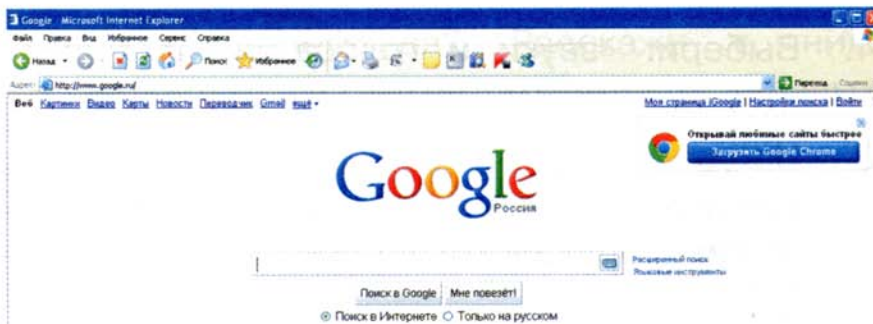 Google - Microsoft Internet Explorer
Файл Правка Вид Избранное Сервис Справка
Назад Поиск Избранное
Адрес: http://www.google.ru/ Переход Ссылки
Веб Картинки Видео Карты Новости Переводчик Gmail ещё
Моя страница iGoogle | Настройки поиска | Войти
Открывай любимые сайты быстрее
Загрузить Google Chrome
Google
Россия
Расширенный поиск
Языковые инструменты
Поиск в Google Мне повезёт!
Поиск в Интернете Только на русском